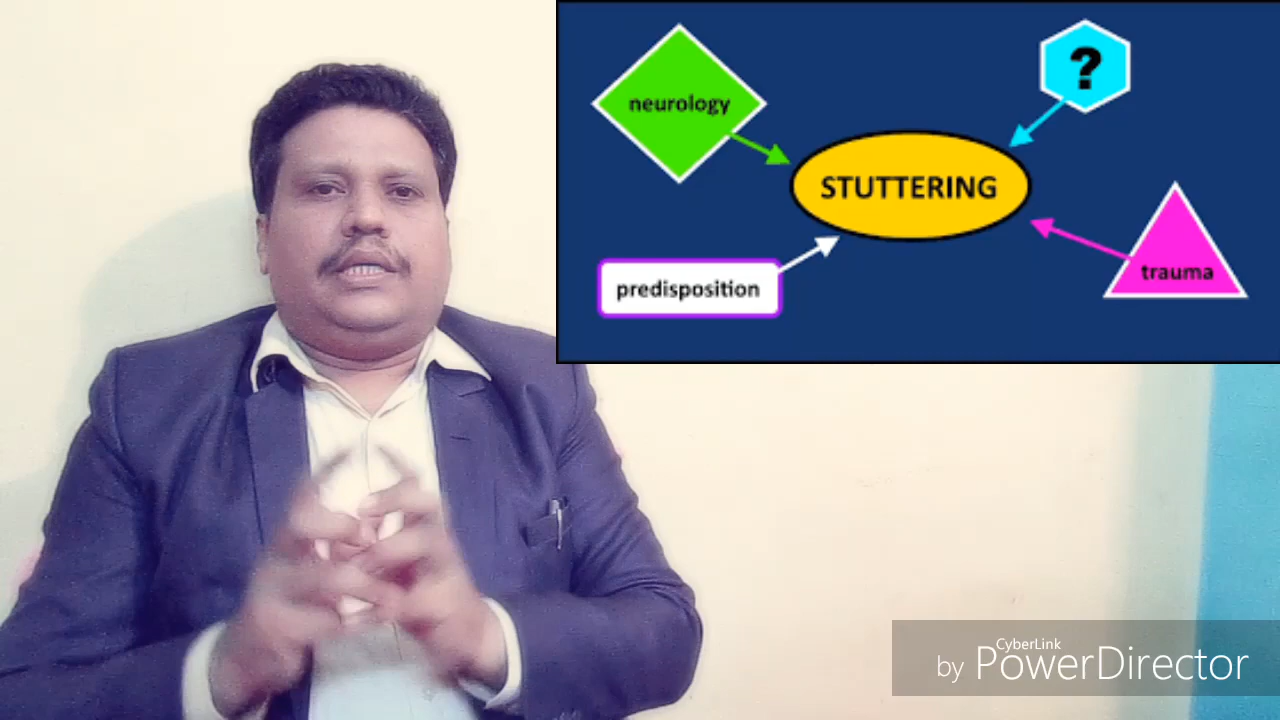 neurology
?
STUTTERING
trauma
predisposition
CyberLink
by PowerDirector